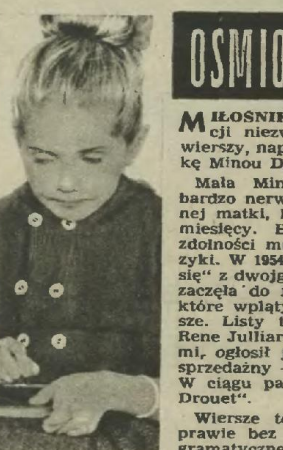 OSMIO
MIŁOŚNIK
cji niezw
wierszy, nap
kę Minou D
Mała Min
bardzo nerw
nej matki,
miesięcy. B
zdolności m
zyki. W 1954
się“ z dwojg
zaczęła do
które wpląt
sze. Listy t
Rene Julliar
mi, ogłosił j
sprzedażny
W ciągu pa
Drouet“.
Wiersze te
prawie bez
gramatyczne